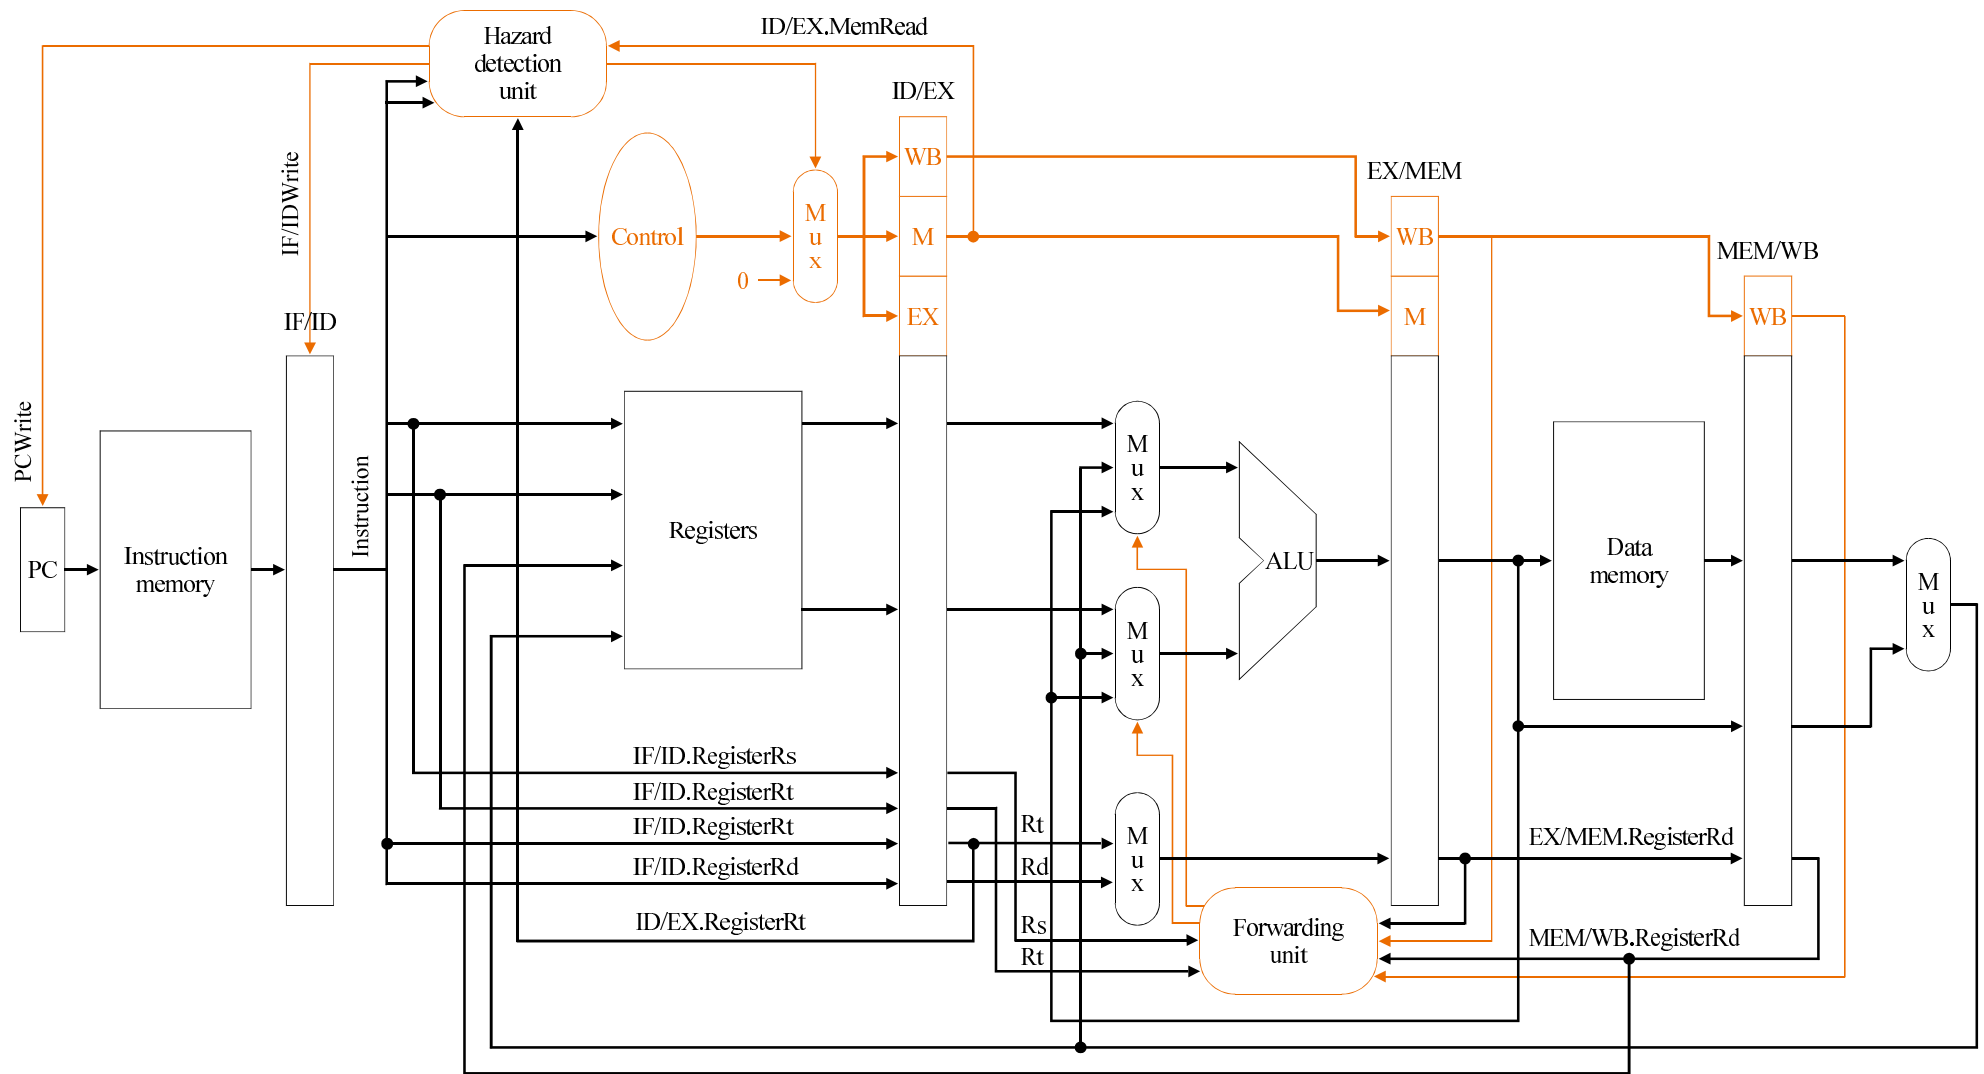 Hazard
detection
unit
ID/EX.MemRead
ID/EX
WB
EX/MEM
IF/IDWrite
Control
M
u
x
M
WB
MEM/WB
0
EX
M
WB
IF/ID
PCWrite
Instruction
PC
Instruction
memory
Registers
M
u
x
M
u
x
ALU
Data
memory
M
u
x
IF/ID.RegisterRs
IF/ID.RegisterRt
IF/ID.RegisterRt
IF/ID.RegisterRd
ID/EX.RegisterRt
Rt
Rd
Rs
Rt
M
u
x
EX/MEM.RegisterRd
Forwarding
unit
MEM/WB.RegisterRd